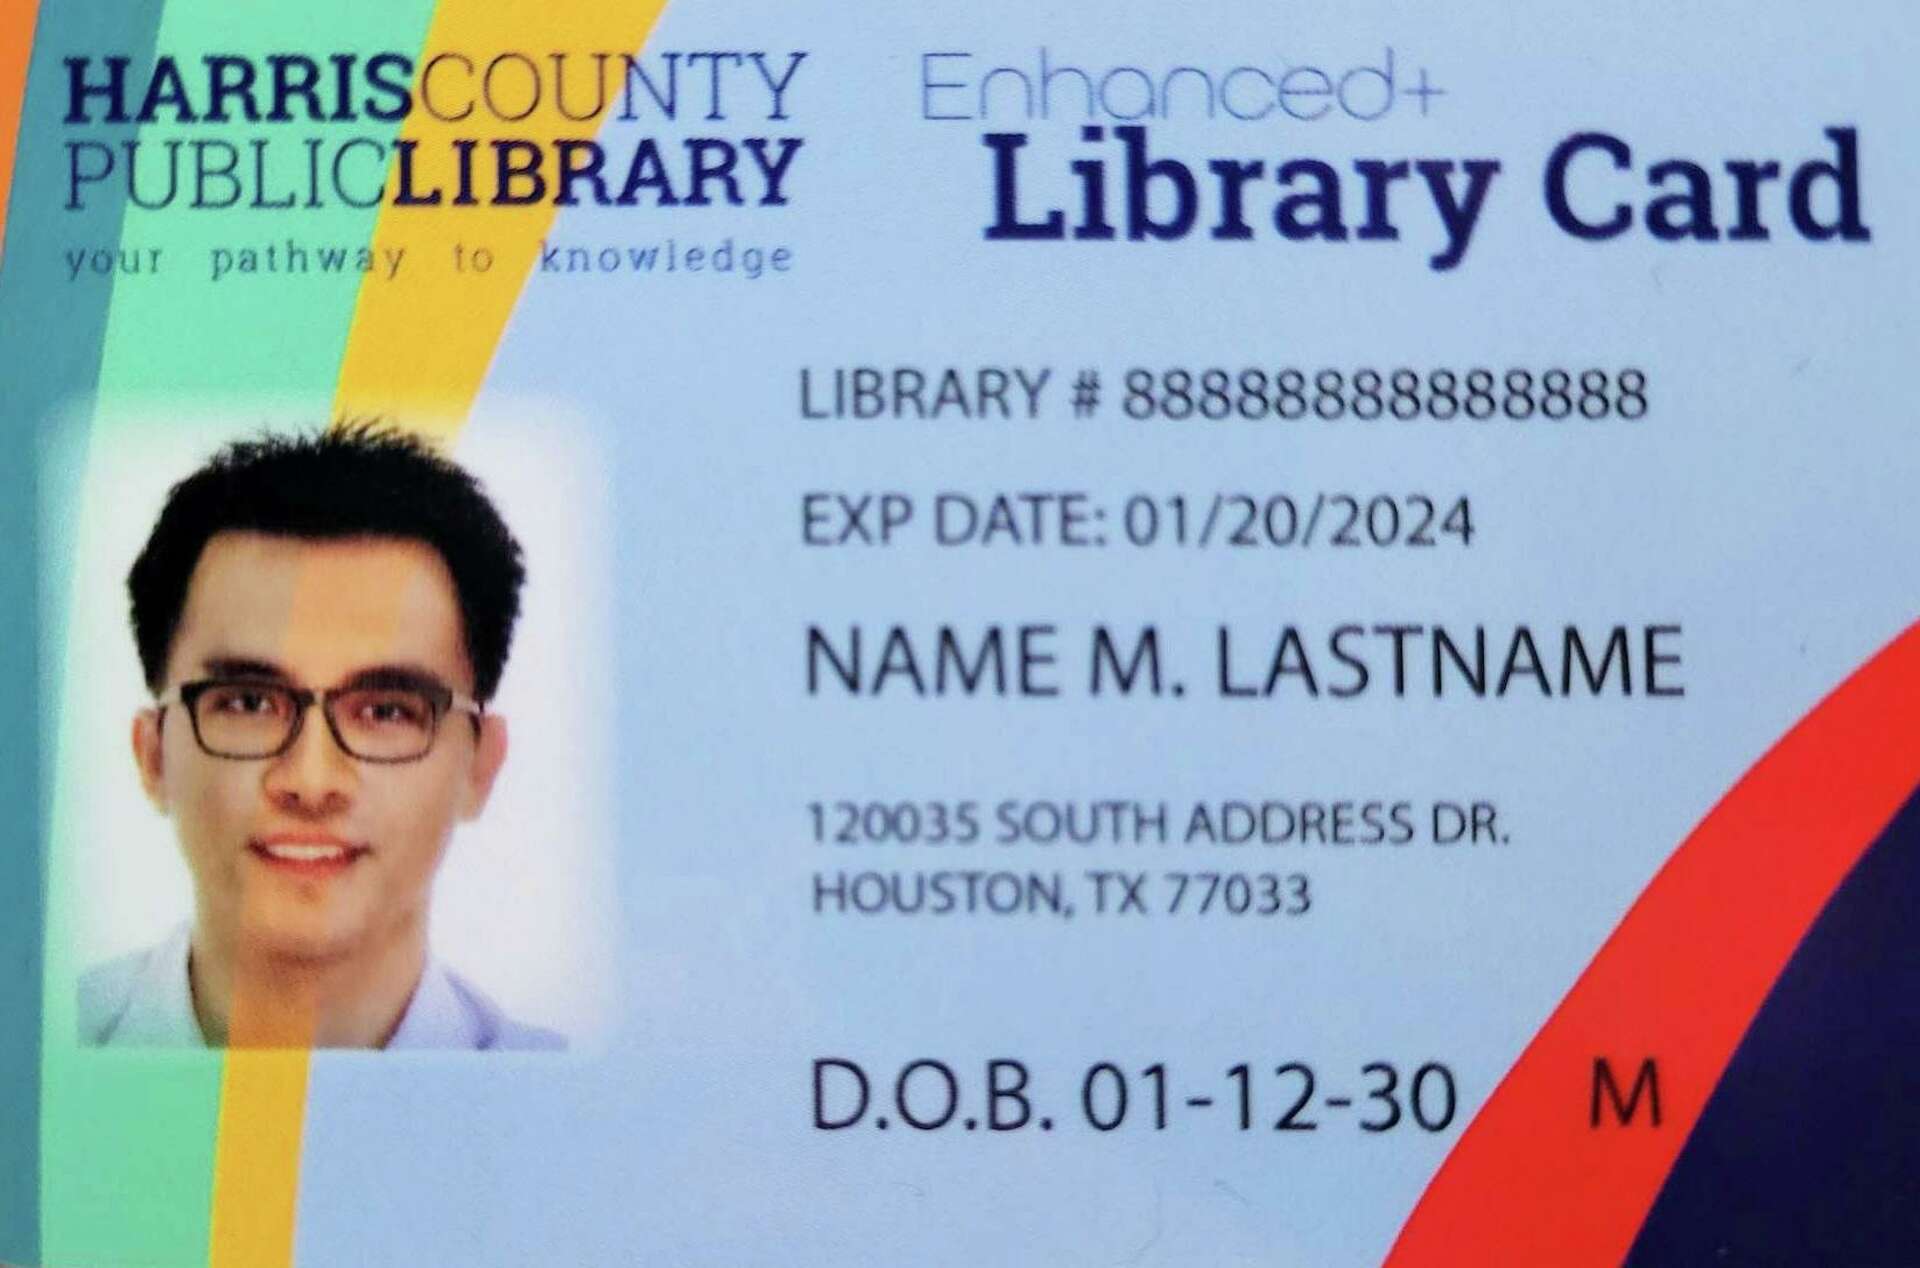 HARRISCOUNTY
PUBLICLIBRARY
your pathway to knowledge
Enhanced+
Library Card
LIBRARY # 88888888888888
EXP DATE: 01/20/2024
NAME M. LASTNAME
120035 SOUTH ADDRESS DR.
HOUSTON, TX 77033
D.O.B. 01-12-30 M